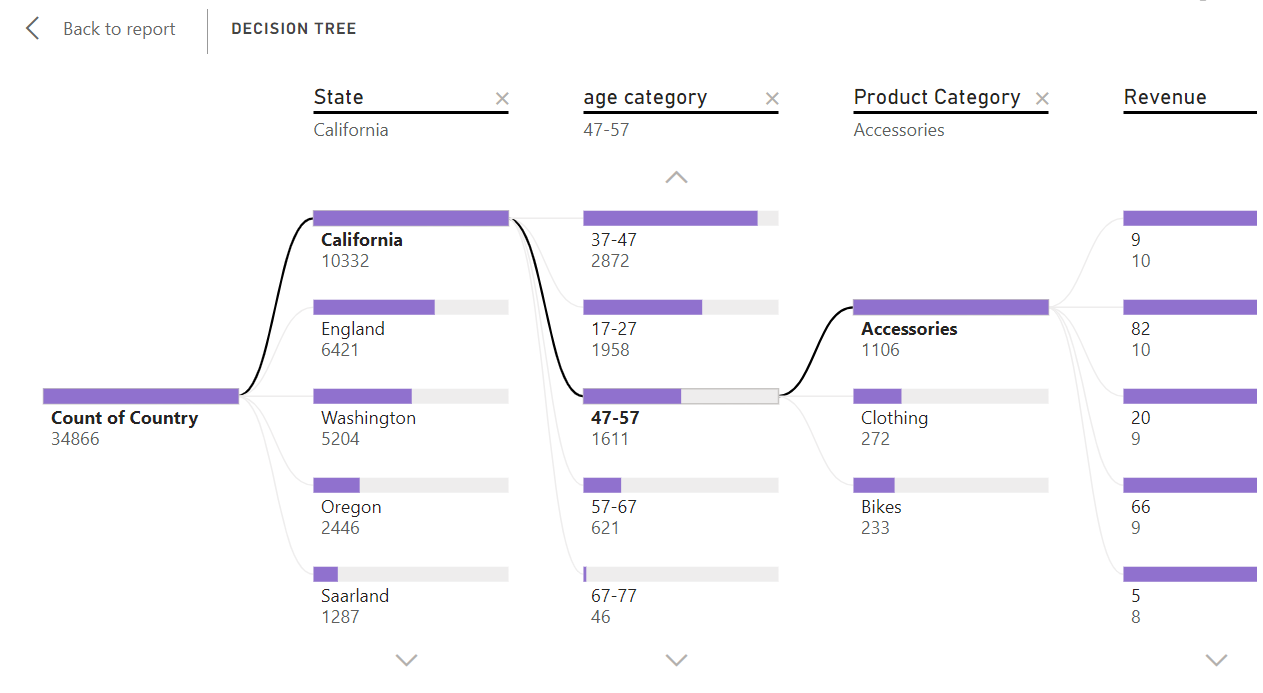 Back to report
DECISION TREE
State
age category
Product Category
Revenue
California
47-57
Accessories
Count of Country
34866
California
10332
England
6421
Washington
5204
Oregon
2446
Saarland
1287
37-47
2872
17-27
1958
47-57
1611
57-67
621
67-77
46
Accessories
1106
Clothing
272
Bikes
233
9
10
82
10
20
9
66
9
5
8